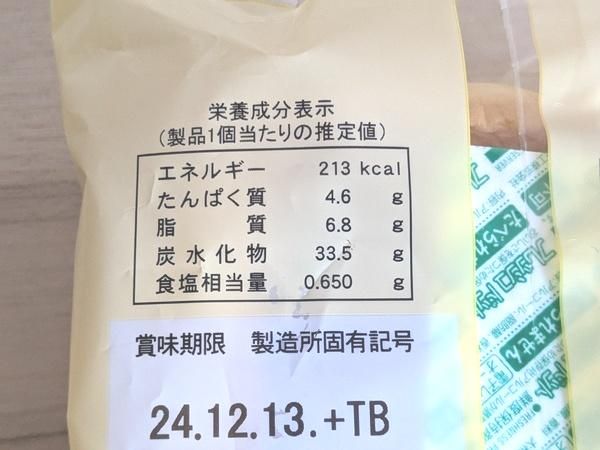 栄養成分表示
(製品1個当たりの推定値)
エネルギー 213 kcal
たんぱく質 4.6 g
脂質 6.8 g
炭水化物 33.5 g
食塩相当量 0.650 g
賞味期限 製造所固有記号
24.12.13.+TB